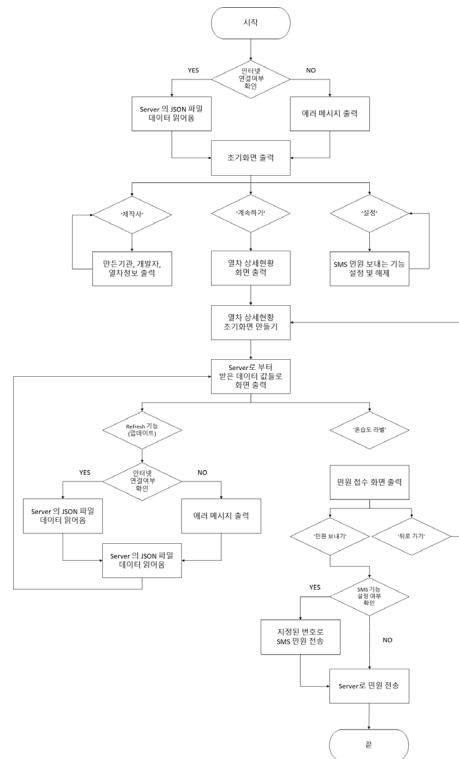 시작
YES
인터넷
연결여부
확인
NO
Server 의 JSON 파일
데이터 읽어옴
에러 메시지 출력
초기화면 출력
'제작사'
'계속하기'
'설정'
만든기관, 개발자,
열차정보 출력
열차 상세현황
화면 출력
SMS 민원 보내는 기능
설정 및 해제
열차 상세현황
초기화면 만들기
Server로 부터
받은 데이터 값들로
화면 출력
Refresh 기능
(업데이트)
'온습도 라벨'
YES
인터넷
연결여부
확인
NO
민원 접수 화면 출력
Server 의 JSON 파일
데이터 읽어옴
에러 메시지 출력
'민원 보내기'
'뒤로 가기'
Server 의 JSON 파일
데이터 읽어옴
YES
SMS 기능
설정 여부
확인
지정된 번호로
SMS 민원 전송
NO
Server로 민원 전송
끝